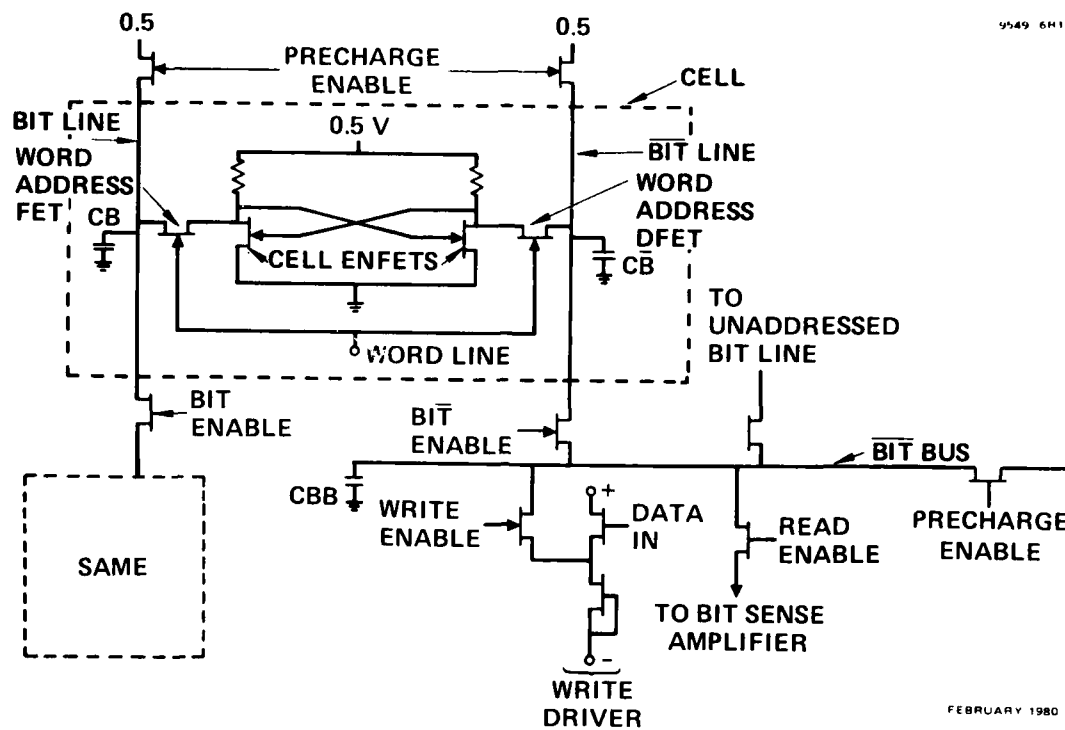 9549 6H1
0.5
0.5
PRECHARGE
ENABLE
CELL
BIT LINE
0.5 V
B̅I̅T̅ LINE
WORD
ADDRESS
FET
WORD
ADDRESS
DFET
CB
CELL ENFETS
CB̅
TO
UNADDRESSED
BIT LINE
WORD LINE
BIT
ENABLE
BIT̅
ENABLE
B̅I̅T̅ BUS
CBB
WRITE
ENABLE
+
DATA
IN
READ
ENABLE
PRECHARGE
ENABLE
SAME
TO BIT SENSE
AMPLIFIER
-
WRITE
DRIVER
FEBRUARY 1980